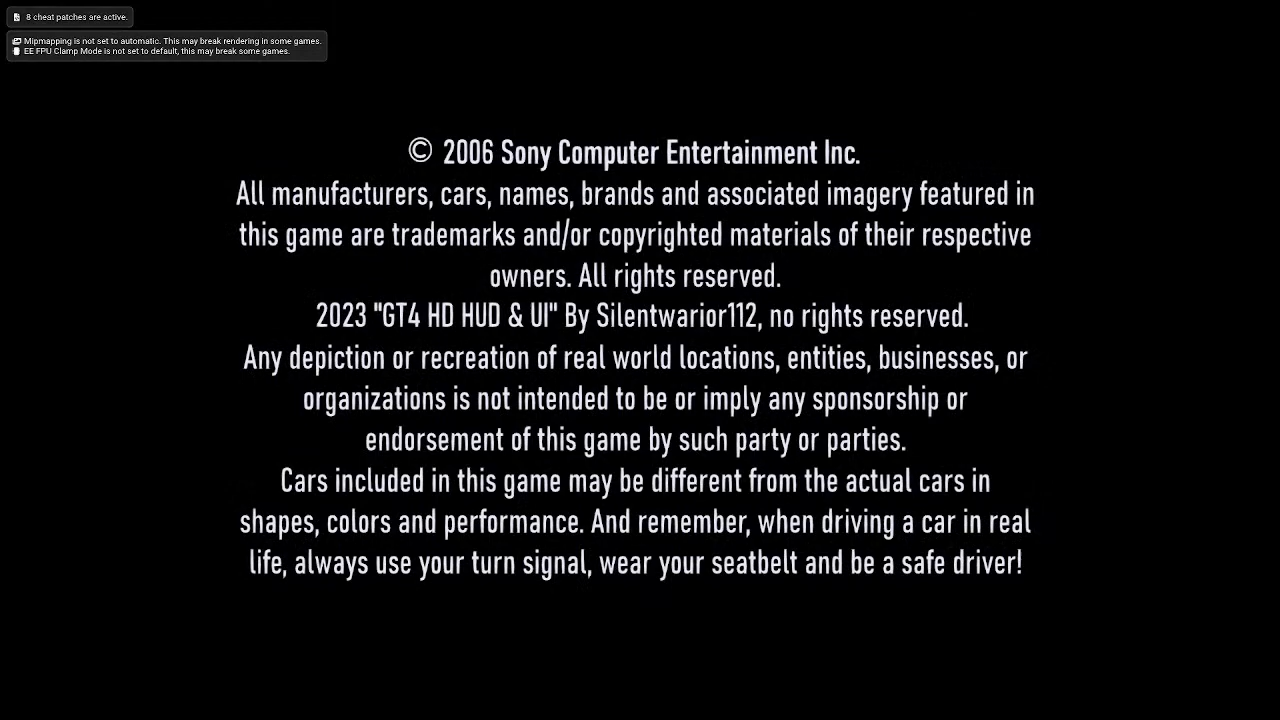 8 cheat patches are active.
Mipmapping is not set to automatic. This may break rendering in some games.
EE FPU Clamp Mode is not set to default, this may break some games.
© 2006 Sony Computer Entertainment Inc.
All manufacturers, cars, names, brands and associated imagery featured in
this game are trademarks and/or copyrighted materials of their respective
owners. All rights reserved.
2023 "GT4 HD HUD & UI" By Silentwarior112, no rights reserved.
Any depiction or recreation of real world locations, entities, businesses, or
organizations is not intended to be or imply any sponsorship or
endorsement of this game by such party or parties.
Cars included in this game may be different from the actual cars in
shapes, colors and performance. And remember, when driving a car in real
life, always use your turn signal, wear your seatbelt and be a safe driver!